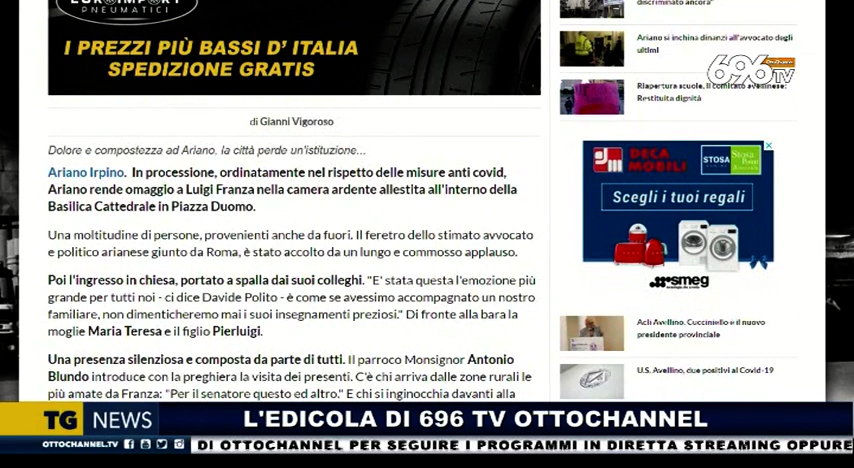 EUROIMPORT
PNEUMATICI
I PREZZI PIÙ BASSI D' ITALIA
SPEDIZIONE GRATIS
di Gianni Vigoroso
Dolore e compostezza ad Ariano, la città perde un'istituzione...
Ariano Irpino. In processione, ordinatamente nel rispetto delle misure anti covid,
Ariano rende omaggio a Luigi Franza nella camera ardente allestita all'interno della
Basilica Cattedrale in Piazza Duomo.
Una moltitudine di persone, provenienti anche da fuori. Il feretro dello stimato avvocato
e politico arianese giunto da Roma, è stato accolto da un lungo e commosso applauso.
Poi l'ingresso in chiesa, portato a spalla dai suoi colleghi. "E' stata questa l'emozione più
grande per tutti noi - ci dice Davide Polito - è come se avessimo accompagnato un nostro
familiare, non dimenticheremo mai i suoi insegnamenti preziosi." Di fronte alla bara la
moglie Maria Teresa e il figlio Pierluigi.
Una presenza silenziosa e composta da parte di tutti. Il parroco Monsignor Antonio
Blundo introduce con la preghiera la visita dei presenti. C'è chi arriva dalle zone rurali le
più amate da Franza: "Per il senatore questo ed altro." E chi si inginocchia davanti alla
discriminato ancora"
Ariano si inchina dinanzi all'avvocato degli
ultimi
696 TV
Riapertura scuole, il comitato avellinese:
Restituita dignità
DECA
MOBILI
STOSA
CUCINE
STOSA
Point
Scegli i tuoi regali
smeg
Acli Avellino, Cucciniello è il nuovo
presidente provinciale
U.S. Avellino, due positivi al Covid-19
TG NEWS
L'EDICOLA DI 696 TV OTTOCHANNEL
OTTOCHANNEL.TV
DI OTTOCHANNEL PER SEGUIRE I PROGRAMMI IN DIRETTA STREAMING OPPURE